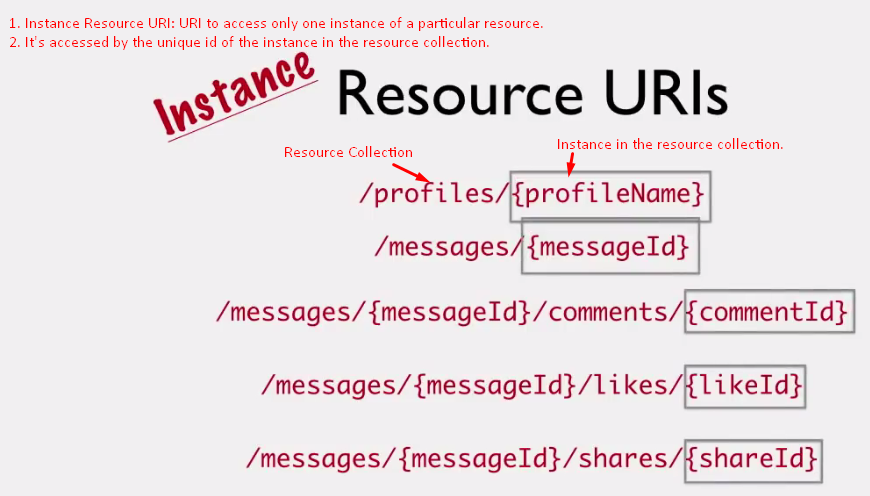 1. Instance Resource URI: URI to access only one instance of a particular resource.
2. It's accessed by the unique id of the instance in the resource collection.
Instance Resource URIs
Resource Collection
Instance in the resource collection.
/profiles/{profileName}
/messages/{messageId}
/messages/{messageId}/comments/{commentId}
/messages/{messageId}/likes/{likeId}
/messages/{messageId}/shares/{shareId}